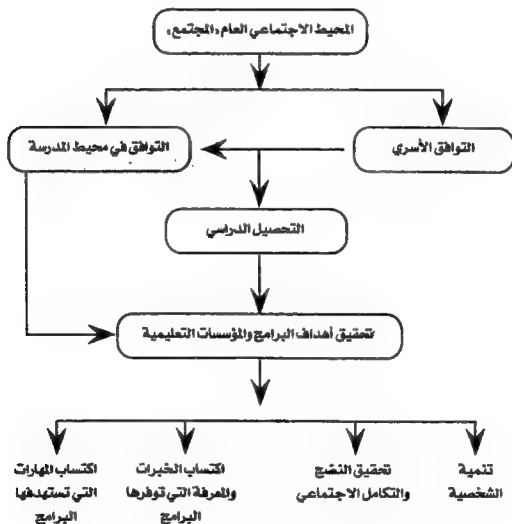 المحيط الاجتماعي العام «المجتمع»
التوافق الأسري
التوافق في محيط المدرسة
التحصيل الدراسي
تحقيق أهداف البرامج والمؤسسات التعليمية
تنمية
الشخصية
تحقيق النضج
والتكامل الاجتماعي
اكتساب الخبرات
والمعرفة التي توفرها
البرامج
اكتساب المهارات
التي تستهدفها
البرامج